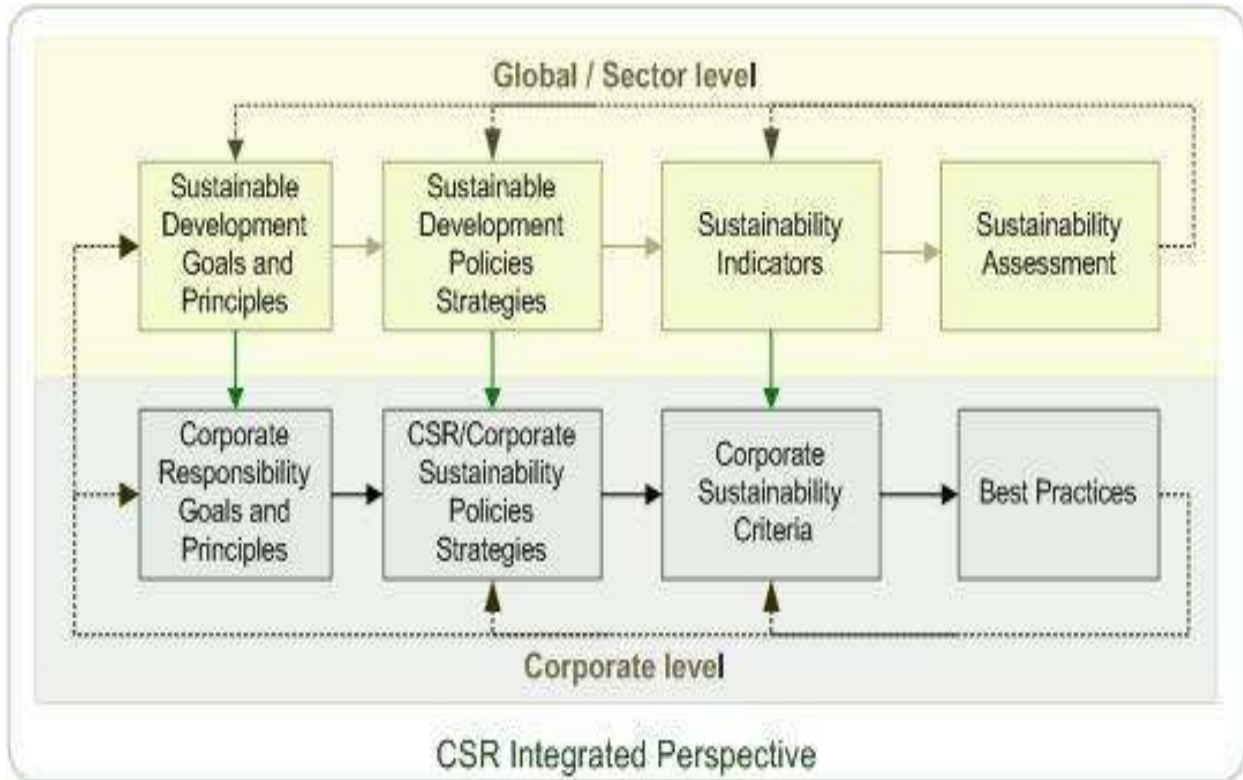 Global / Sector level
Sustainable
Development
Goals and
Principles
Sustainable
Development
Policies
Strategies
Sustainability
Indicators
Sustainability
Assessment
Corporate
Responsibility
Goals and
Principles
CSR/Corporate
Sustainability
Policies
Strategies
Corporate
Sustainability
Criteria
Best Practices
Corporate level
CSR Integrated Perspective